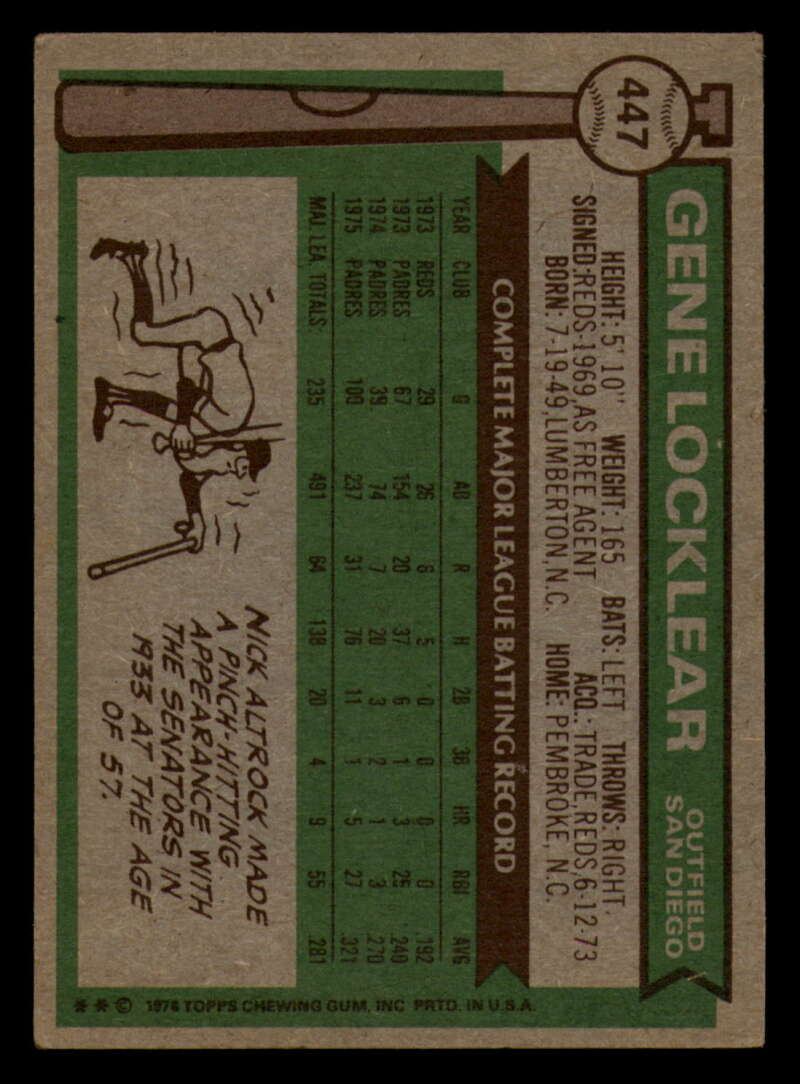 447
GENE LOCKLEAR
OUTFIELD
SAN DIEGO
HEIGHT: 5' 10" WEIGHT: 165 BATS: LEFT THROWS: RIGHT.
SIGNED: REDS-1969 AS FREE AGENT ACQ.: TRADE, REDS, 6-12-73
BORN: 7-19-49, LUMBERTON, N.C. HOME: PEMBROKE, N.C.
COMPLETE MAJOR LEAGUE BATTING RECORD
YEAR CLUB G AB R H 2B 3B HR RBI AVG
1973 REDS 29 26 6 5 0 0 0 0 .192
1973 PADRES 67 154 20 37 6 1 3 25 .240
1974 PADRES 39 74 7 20 3 2 1 3 .270
1975 PADRES 100 237 31 76 11 1 5 27 .321
MAJ. LEA. TOTALS: 235 491 64 138 20 4 9 55 .281
NICK ALTROCK MADE
A PINCH-HITTING
APPEARANCE WITH
THE SENATORS IN
1933 AT THE AGE
OF 57.
* * © 1976 TOPPS CHEWING GUM, INC. PRTD. IN U.S.A.